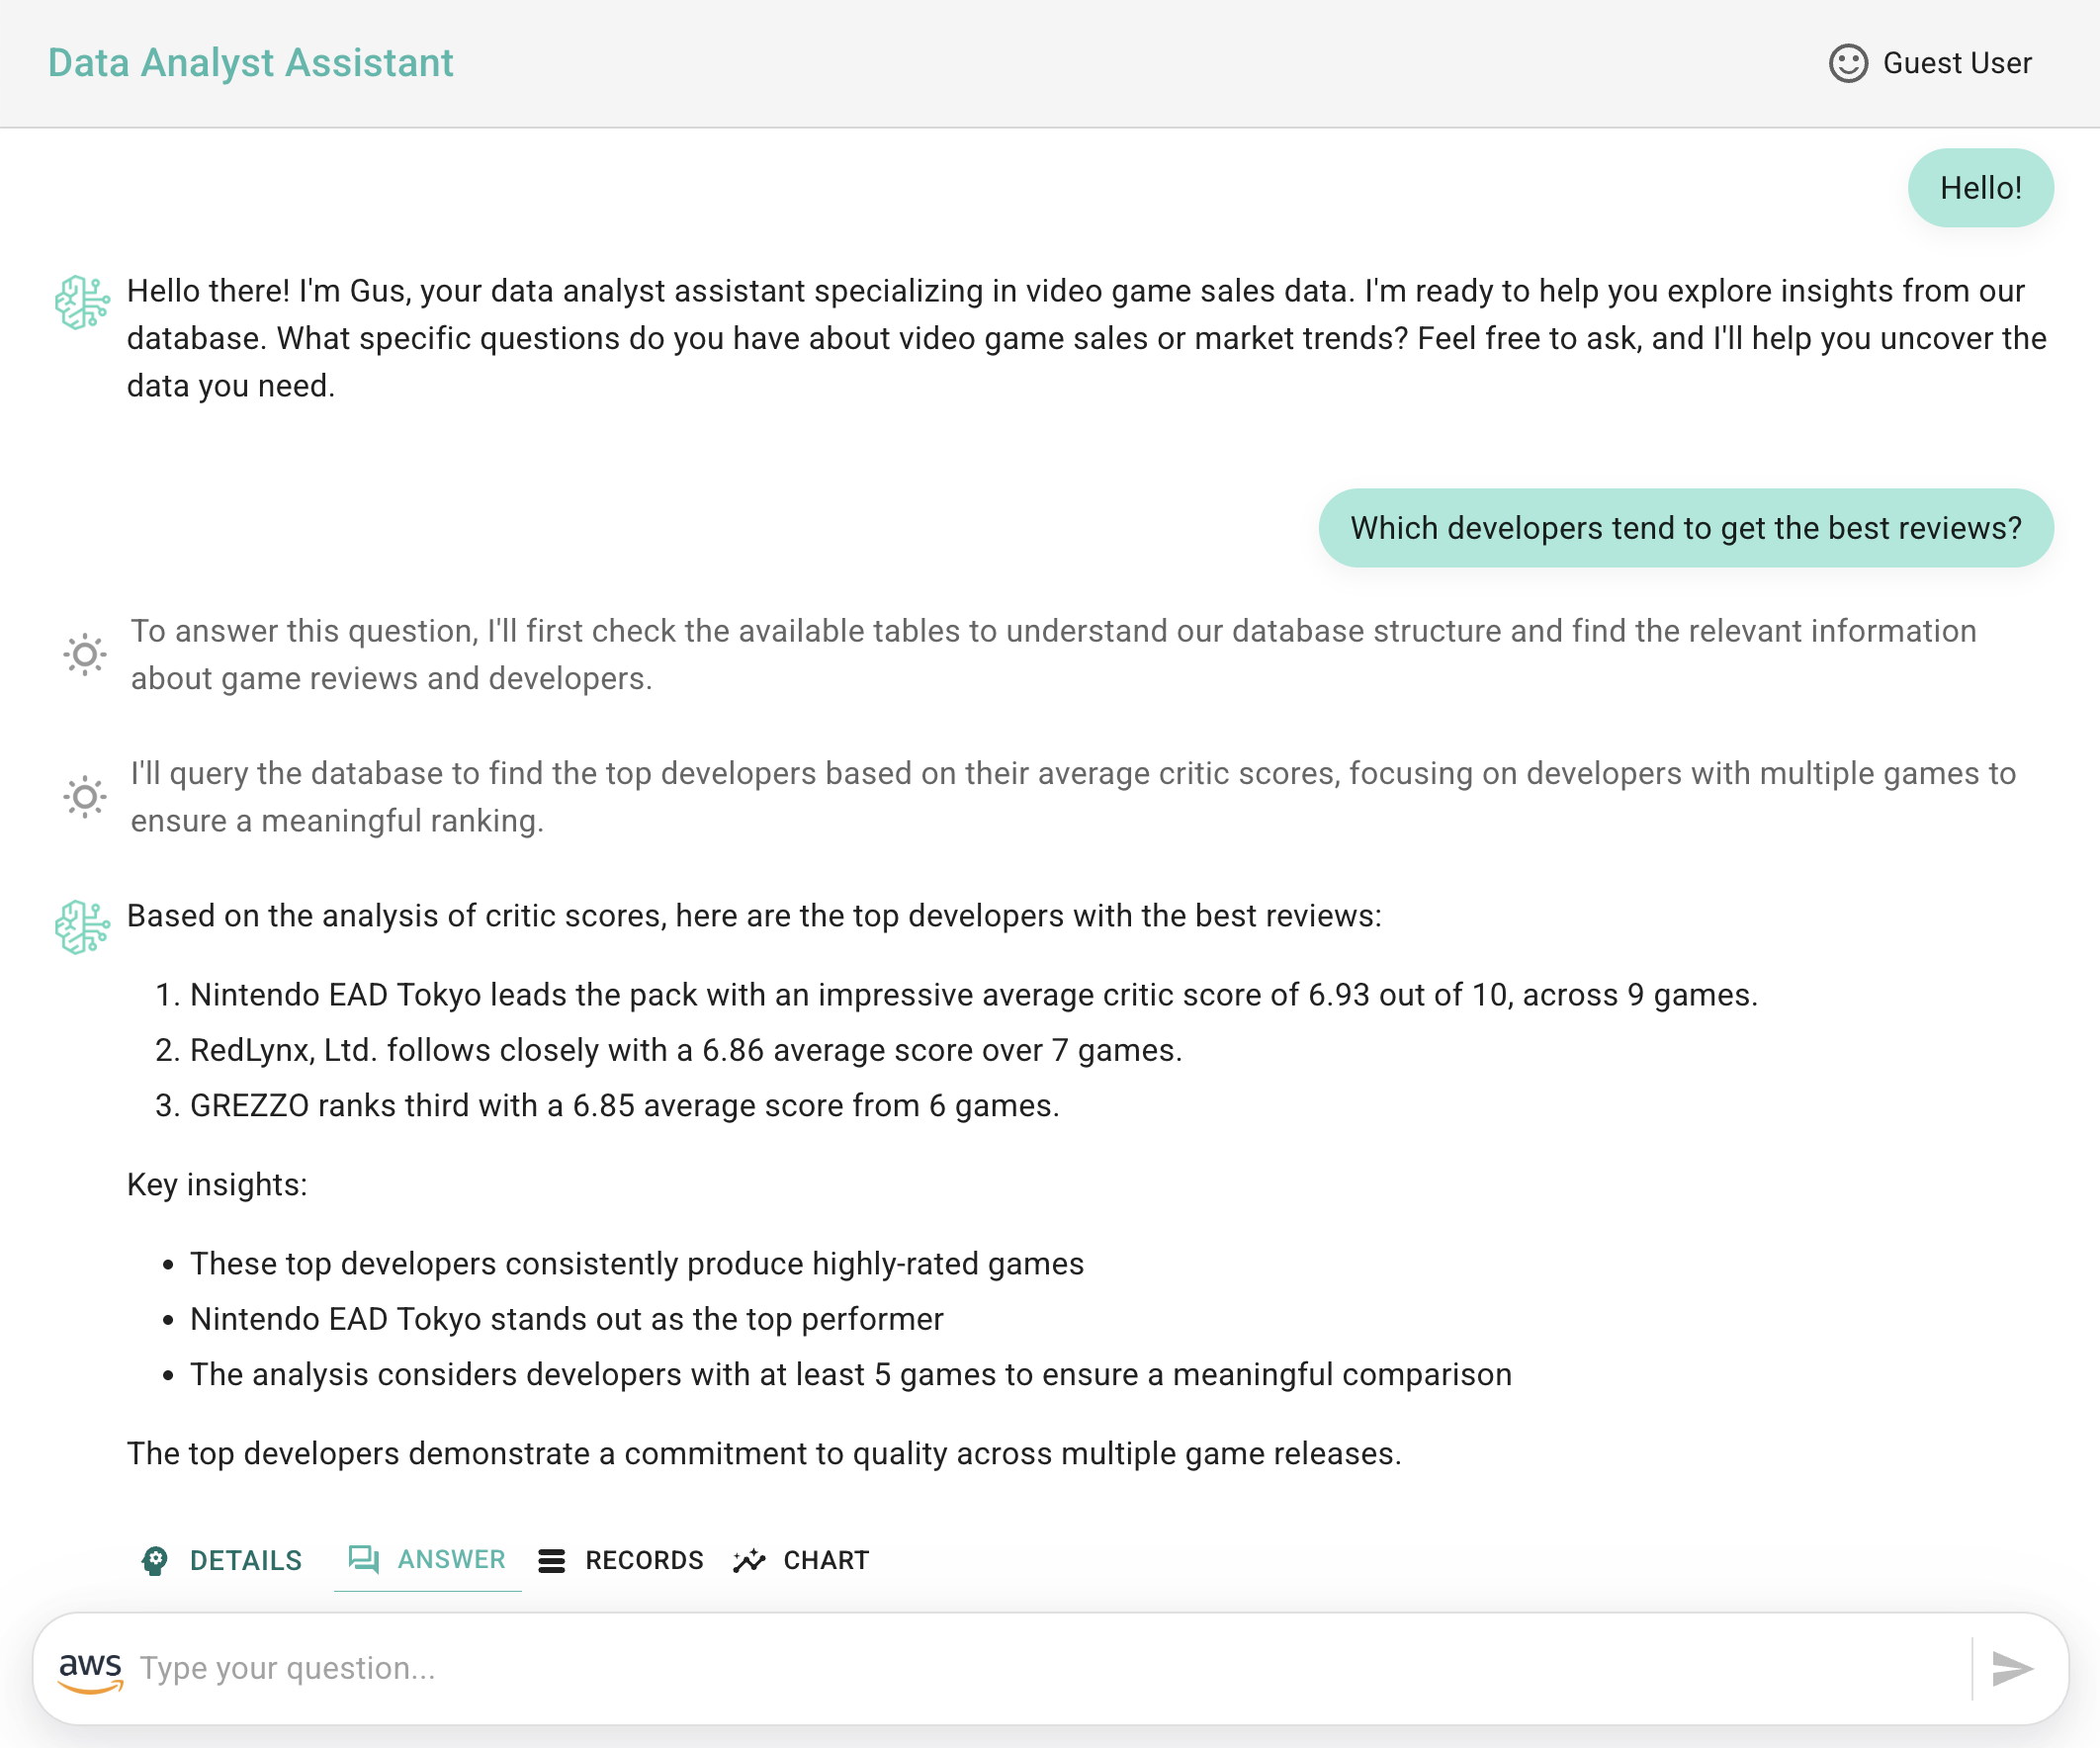 Data Analyst Assistant
Guest User
Hello!
Hello there! I'm Gus, your data analyst assistant specializing in video game sales data. I'm ready to help you explore insights from our
database. What specific questions do you have about video game sales or market trends? Feel free to ask, and I'll help you uncover the
data you need.
Which developers tend to get the best reviews?
To answer this question, I'll first check the available tables to understand our database structure and find the relevant information
about game reviews and developers.
I'll query the database to find the top developers based on their average critic scores, focusing on developers with multiple games to
ensure a meaningful ranking.
Based on the analysis of critic scores, here are the top developers with the best reviews:
1. Nintendo EAD Tokyo leads the pack with an impressive average critic score of 6.93 out of 10, across 9 games.
2. RedLynx, Ltd. follows closely with a 6.86 average score over 7 games.
3. GREZZO ranks third with a 6.85 average score from 6 games.
Key insights:
• These top developers consistently produce highly-rated games
• Nintendo EAD Tokyo stands out as the top performer
• The analysis considers developers with at least 5 games to ensure a meaningful comparison
The top developers demonstrate a commitment to quality across multiple game releases.
DETAILS ANSWER RECORDS CHART
aws Type your question...